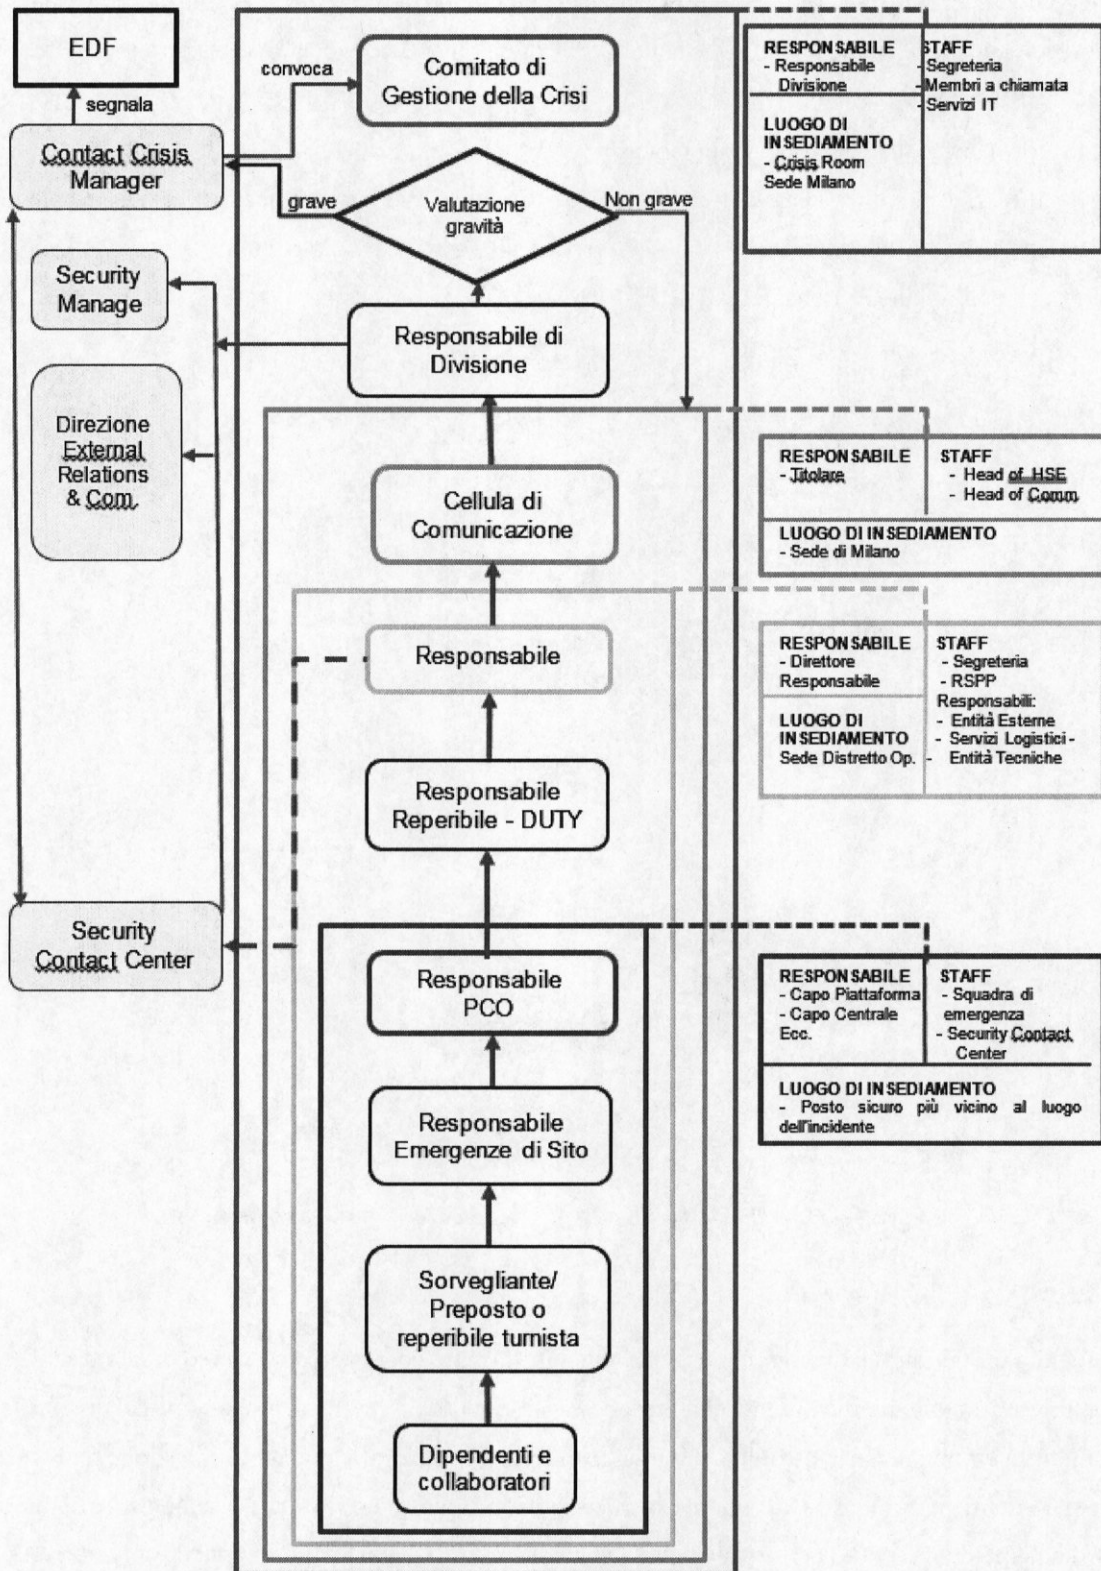 EDF
segnala
Contact Crisis
Manager
convoca
Comitato di
Gestione della Crisi
grave
Valutazione
gravità
Non grave
Security
Manage
Responsabile di
Divisione
Direzione
External
Relations
& Com.
Cellula di
Comunicazione
Responsabile
Responsabile
Reperibile - DUTY
Security
Contact Center
Responsabile
PCO
Responsabile
Emergenze di Sito
Sorvegliante/
Preposto o
reperibile turnista
Dipendenti e
collaboratori
RESPONSABILE
- Responsabile
Divisione
STAFF
- Segreteria
- Membri a chiamata
- Servizi IT
LUOGO DI
INSEDIAMENTO
- Crisis Room
Sede Milano
RESPONSABILE
- Titolare
STAFF
- Head of HSE
- Head of Comm
LUOGO DI INSEDIAMENTO
- Sede di Milano
RESPONSABILE
- Direttore
Responsabile
STAFF
- Segreteria
- RSPP
Responsabili:
- Entità Esterne
- Servizi Logistici -
- Entità Tecniche
LUOGO DI
INSEDIAMENTO
Sede Distretto Op.
RESPONSABILE
- Capo Piattaforma
- Capo Centrale
Ecc.
STAFF
- Squadra di
emergenza
- Security Contact
Center
LUOGO DI INSEDIAMENTO
- Posto sicuro più vicino al luogo
dell'incidente